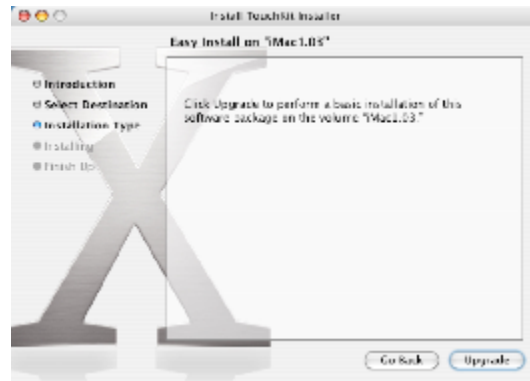 Install TouchKit Installer
Easy Install on "iMac1.03"
Introduction
Select Destination
Installation Type
Installing
Finish Up
Click Upgrade to perform a basic installation of this
software package on the volume "iMac1.03."
Go Back
Upgrade